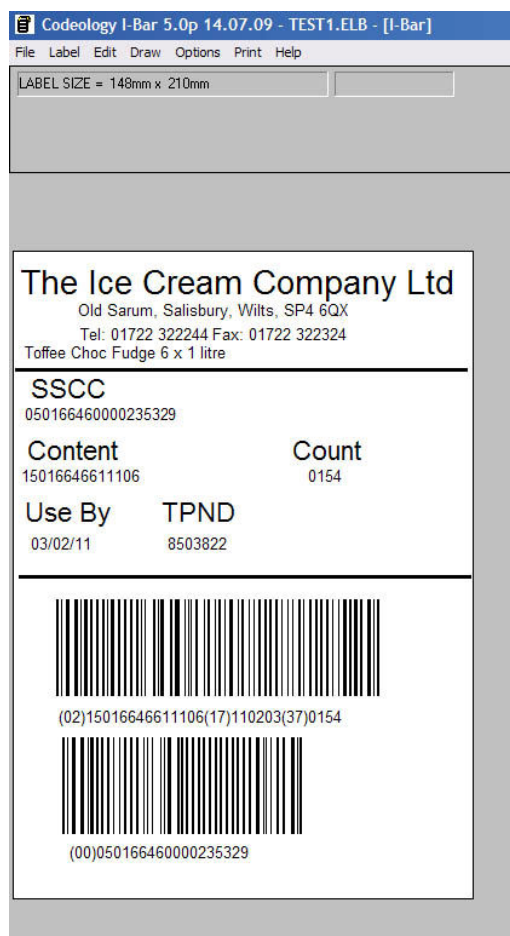 Codeology I-Bar 5.0p 14.07.09 - TEST1.ELB - [I-Bar]
File Label Edit Draw Options Print Help
LABEL SIZE = 148mm x 210mm
The Ice Cream Company Ltd
Old Sarum, Salisbury, Wilts, SP4 6QX
Tel: 01722 322244 Fax: 01722 322324
Toffee Choc Fudge 6 x 1 litre
SSCC
050166460000235329
Content Count
15016646611106 0154
Use By TPND
03/02/11 8503822
(02)15016646611106(17)110203(37)0154
(00)050166460000235329